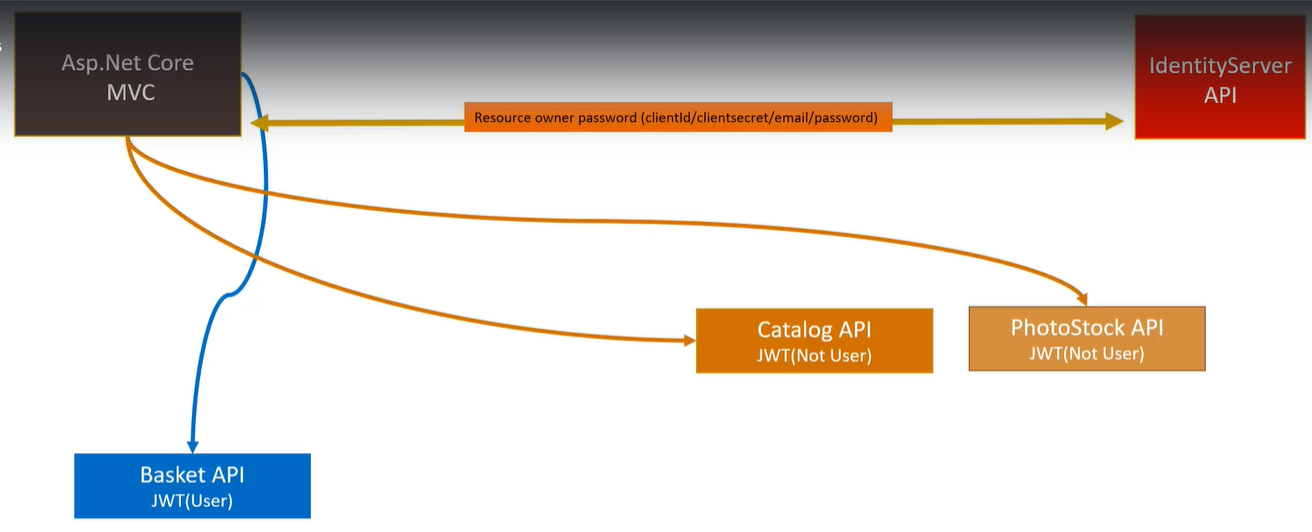 Asp.Net Core
MVC
Resource owner password (clientId/clientsecret/email/password)
IdentityServer
API
Catalog API
JWT(Not User)
PhotoStock API
JWT(Not User)
Basket API
JWT(User)